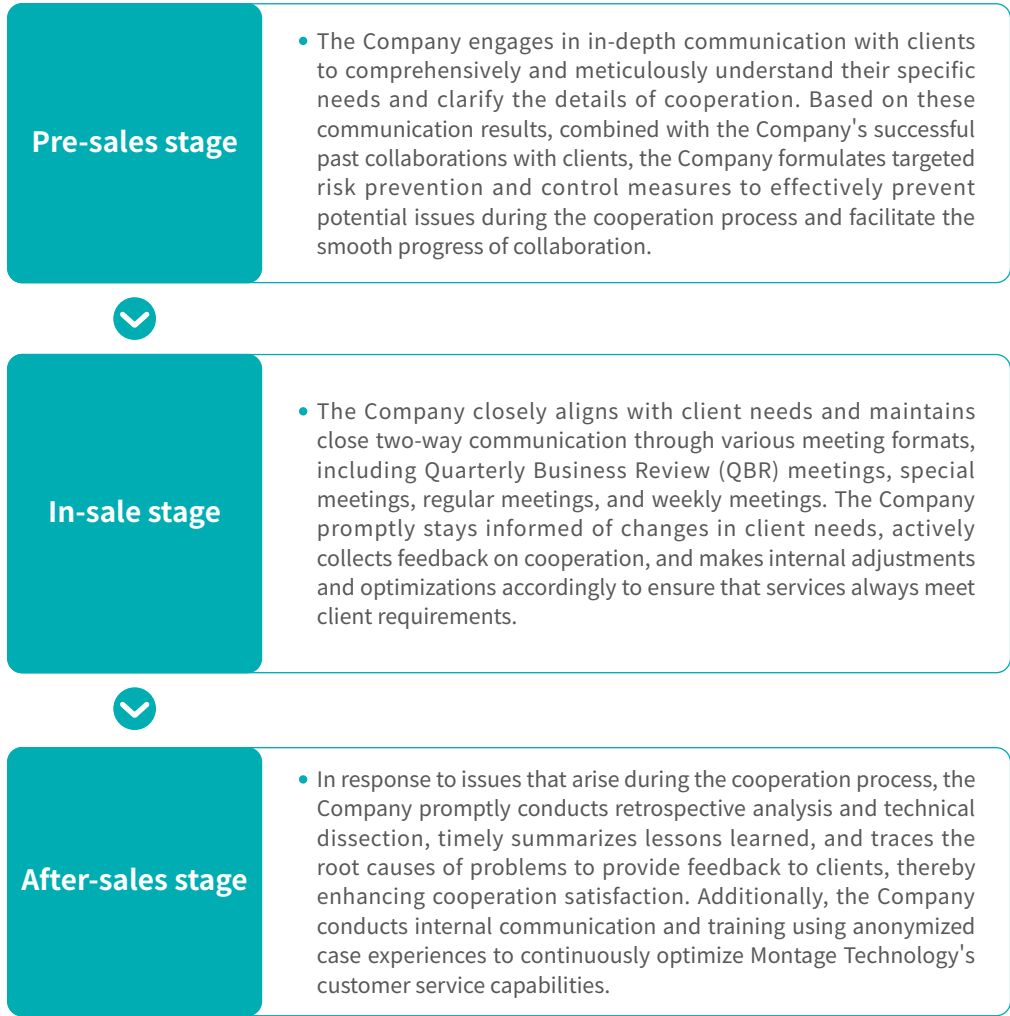 Pre-sales stage
• The Company engages in in-depth communication with clients
to comprehensively and meticulously understand their specific
needs and clarify the details of cooperation. Based on these
communication results, combined with the Company's successful
past collaborations with clients, the Company formulates targeted
risk prevention and control measures to effectively prevent
potential issues during the cooperation process and facilitate the
smooth progress of collaboration.
In-sale stage
• The Company closely aligns with client needs and maintains
close two-way communication through various meeting formats,
including Quarterly Business Review (QBR) meetings, special
meetings, regular meetings, and weekly meetings. The Company
promptly stays informed of changes in client needs, actively
collects feedback on cooperation, and makes internal adjustments
and optimizations accordingly to ensure that services always meet
client requirements.
After-sales stage
• In response to issues that arise during the cooperation process, the
Company promptly conducts retrospective analysis and technical
dissection, timely summarizes lessons learned, and traces the
root causes of problems to provide feedback to clients, thereby
enhancing cooperation satisfaction. Additionally, the Company
conducts internal communication and training using anonymized
case experiences to continuously optimize Montage Technology's
customer service capabilities.